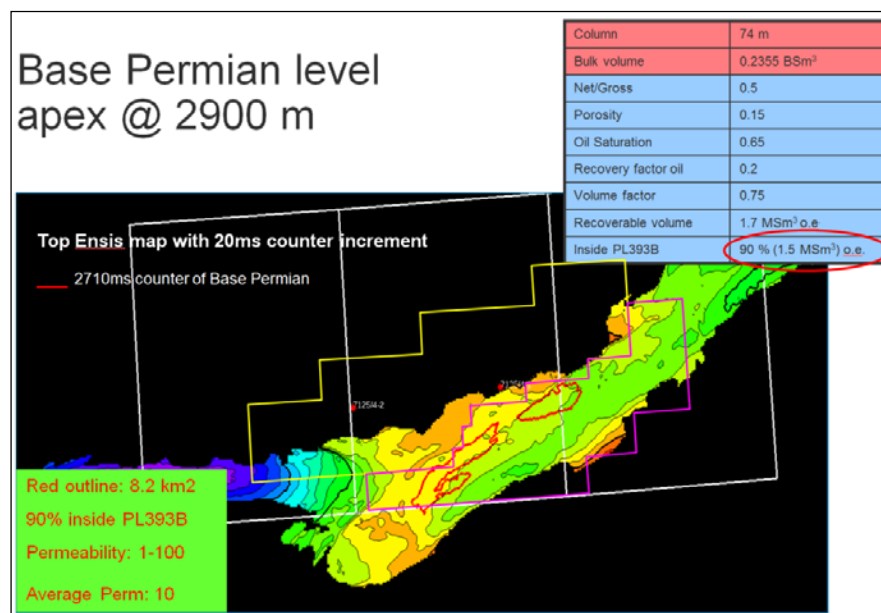 Base Permian level
apex @ 2900 m
Column 74 m
Bulk volume 0.2355 BSm³
Net/Gross 0.5
Porosity 0.15
Oil Saturation 0.65
Recovery factor oil 0.2
Volume factor 0.75
Recoverable volume 1.7 MSm³ o.e
Inside PL393B 90 % (1.5 MSm³) o.e.
Top Ensis map with 20ms counter increment
2710ms counter of Base Permian
7125/4-2
Red outline: 8.2 km2
90% inside PL393B
Permeability: 1-100
Average Perm: 10